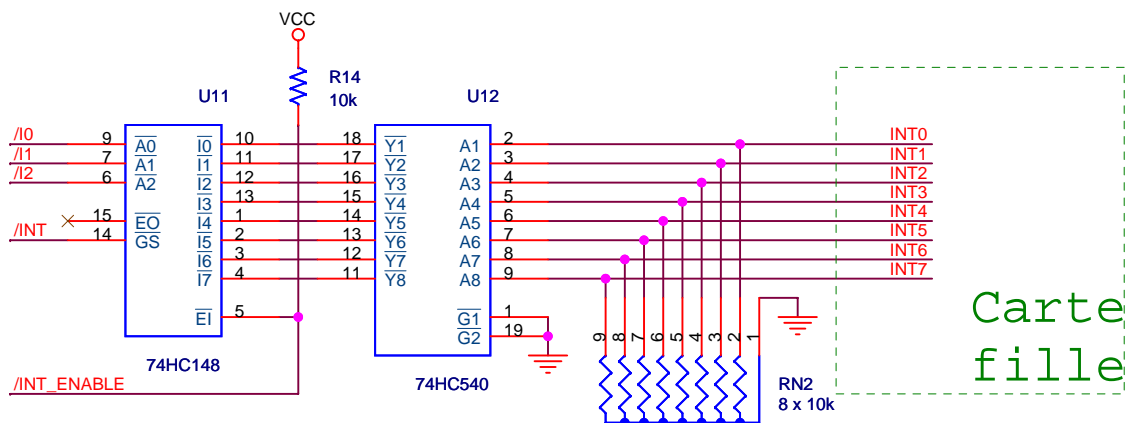 VCC
R14
10k
U11
U12
/I0 9 A0 I0 10 18 Y1 A1 2 INT0
/I1 7 A1 I1 11 17 Y2 A2 3 INT1
/I2 6 A2 I2 12 16 Y3 A3 4 INT2
I3 13 15 Y4 A4 5 INT3
15 EO I4 1 14 Y5 A5 6 INT4
/INT 14 GS I5 2 13 Y6 A6 7 INT5
I6 3 12 Y7 A7 8 INT6
I7 4 11 Y8 A8 9 INT7
EI 5 G1 1
G2 19
9 8 7 6 5 4 3 2 1
Carte
fille
74HC148
74HC540
/INT_ENABLE
RN2
8 x 10k